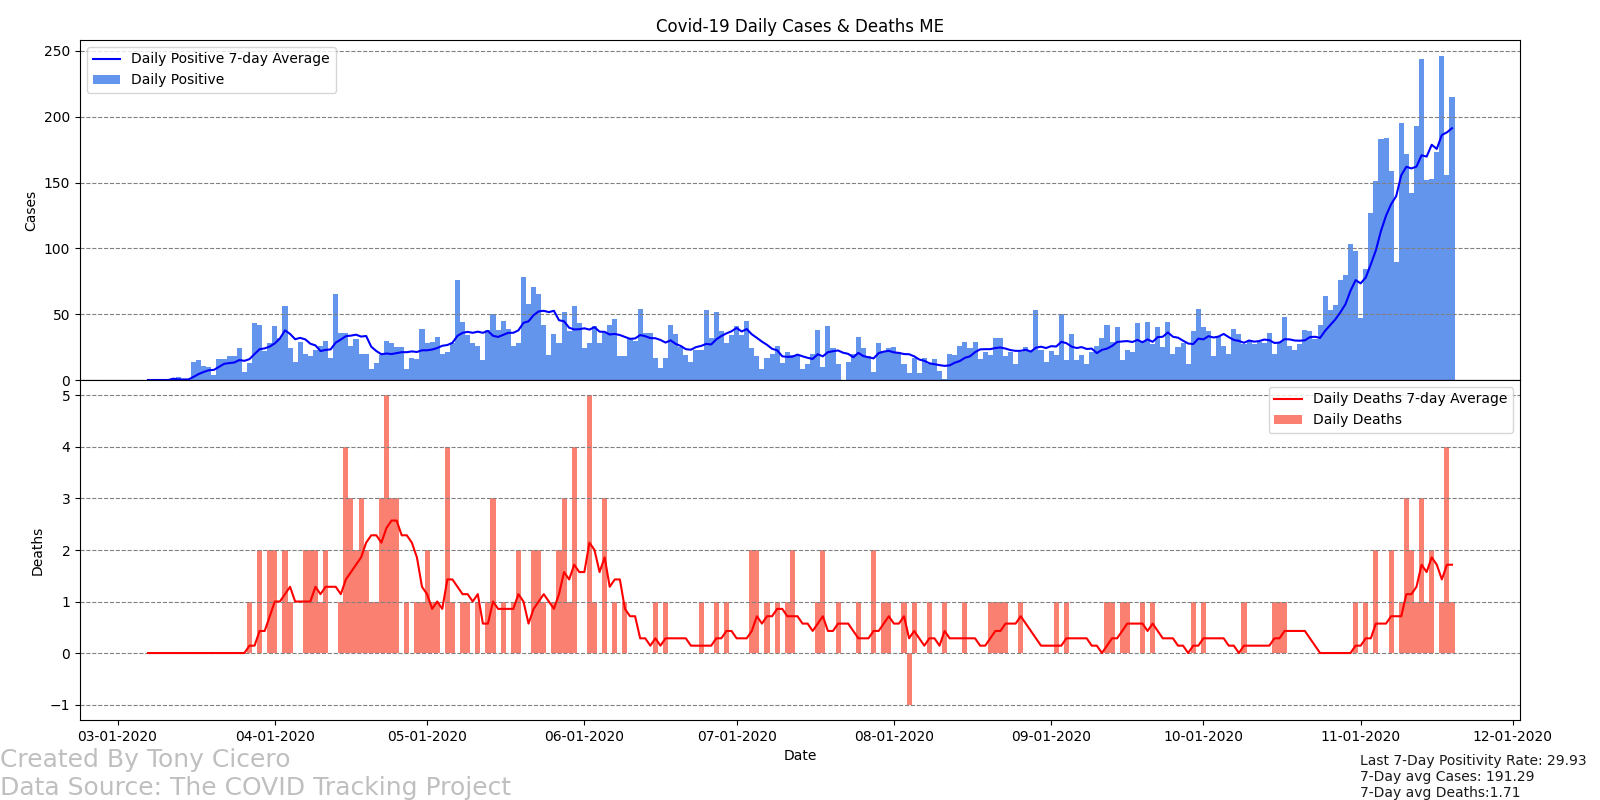 Covid-19 Daily Cases & Deaths ME
Daily Positive 7-day Average
Daily Positive
250
200
150
100
50
0
Cases
Daily Deaths 7-day Average
Daily Deaths
5
4
3
2
1
0
−1
Deaths
03-01-2020 04-01-2020 05-01-2020 06-01-2020 07-01-2020 08-01-2020 09-01-2020 10-01-2020 11-01-2020 12-01-2020
Date
Created By Tony Cicero
Data Source: The COVID Tracking Project
Last 7-Day Positivity Rate: 29.93
7-Day avg Cases: 191.29
7-Day avg Deaths:1.71